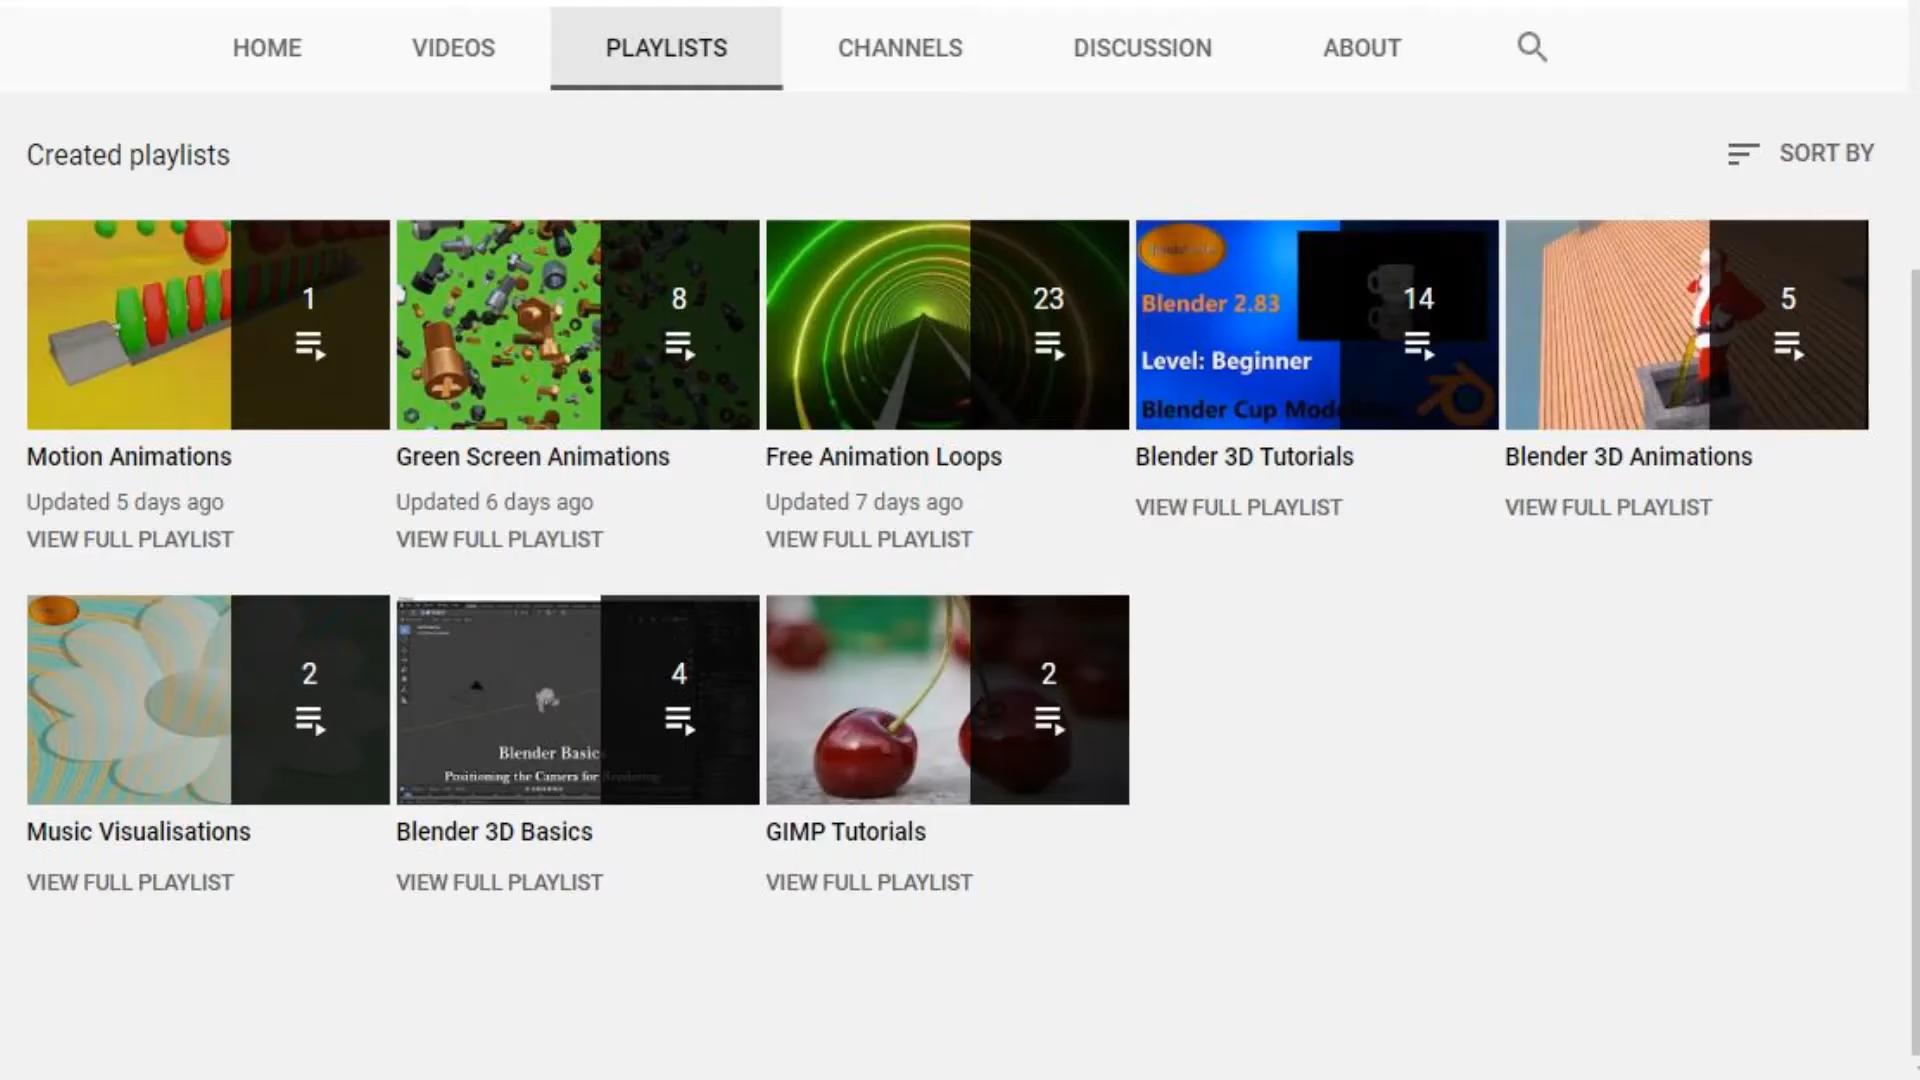 HOME VIDEOS PLAYLISTS CHANNELS DISCUSSION ABOUT
Created playlists
SORT BY
1
8
23
Blender 2.83
Level: Beginner
Blender Cup
14
5
Motion Animations
Updated 5 days ago
VIEW FULL PLAYLIST
Green Screen Animations
Updated 6 days ago
VIEW FULL PLAYLIST
Free Animation Loops
Updated 7 days ago
VIEW FULL PLAYLIST
Blender 3D Tutorials
VIEW FULL PLAYLIST
Blender 3D Animations
VIEW FULL PLAYLIST
2
Blender Basics
Positioning the Camera for Rendering
4
2
Music Visualisations
VIEW FULL PLAYLIST
Blender 3D Basics
VIEW FULL PLAYLIST
GIMP Tutorials
VIEW FULL PLAYLIST